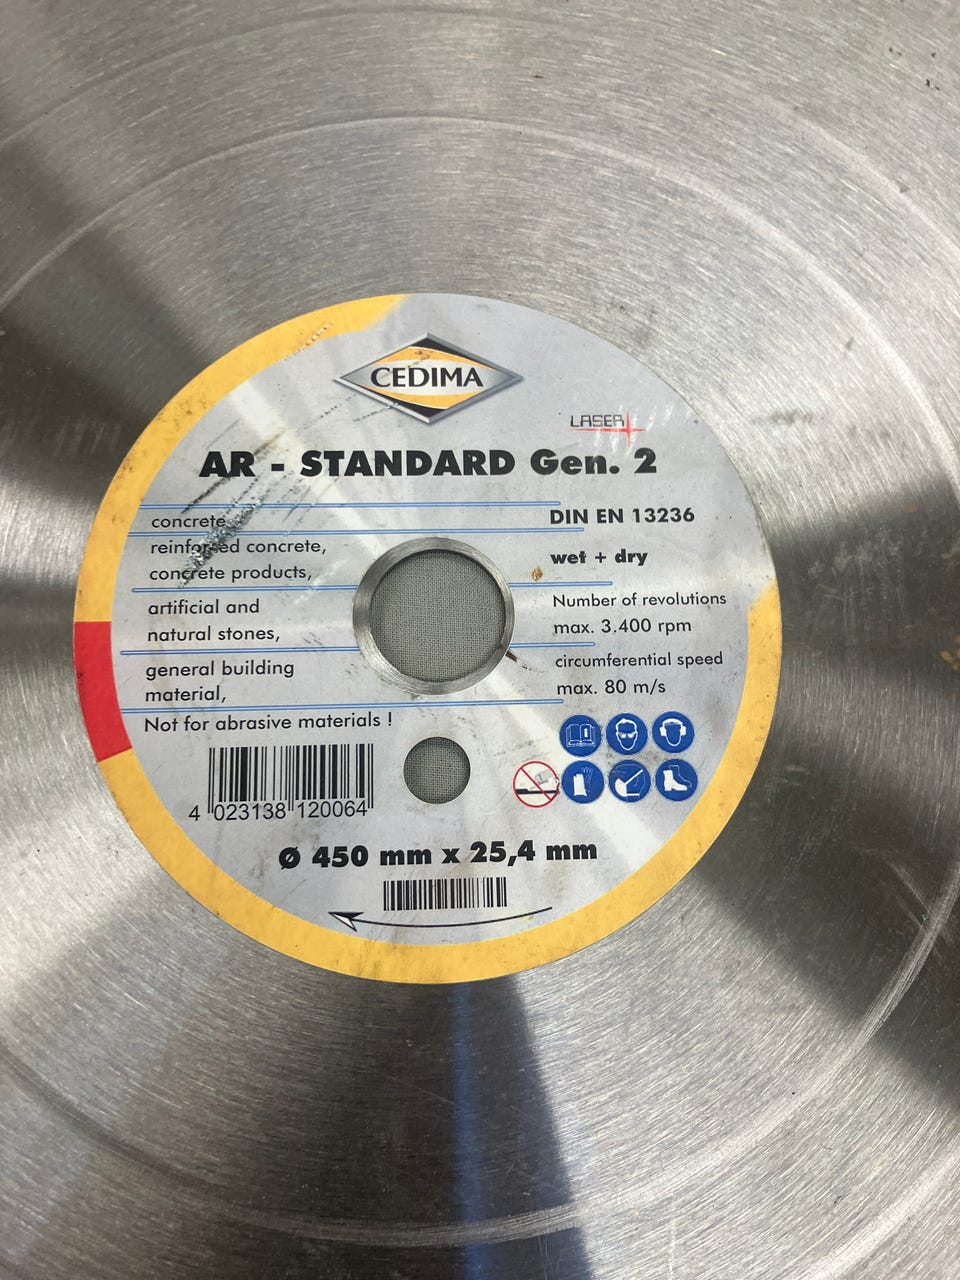 CEDIMA
LASER
AR - STANDARD Gen. 2
concrete,
reinforced concrete,
concrete products,
artificial and
natural stones,
general building
material,
Not for abrasive materials !
DIN EN 13236
wet + dry
Number of revolutions
max. 3.400 rpm
circumferential speed
max. 80 m/s
4 023138 120064
Ø 450 mm x 25,4 mm